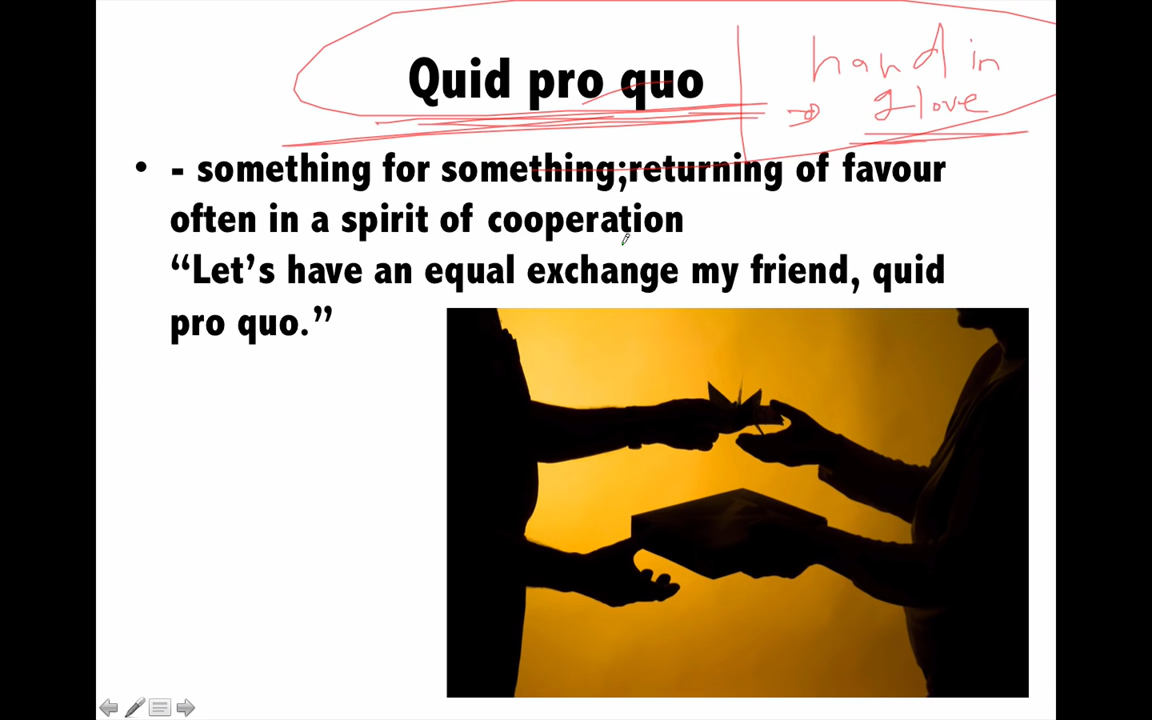 Quid pro quo
hand in
glove
• - something for something;returning of favour
often in a spirit of cooperation
“Let’s have an equal exchange my friend, quid
pro quo.”